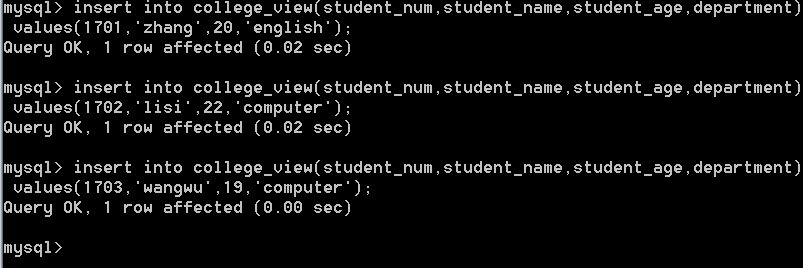 mysql> insert into college_view(student_num,student_name,student_age,department)
values(1701,'zhang',20,'english');
Query OK, 1 row affected (0.02 sec)
mysql> insert into college_view(student_num,student_name,student_age,department)
values(1702,'lisi',22,'computer');
Query OK, 1 row affected (0.02 sec)
mysql> insert into college_view(student_num,student_name,student_age,department)
values(1703,'wangwu',19,'computer');
Query OK, 1 row affected (0.00 sec)
mysql>